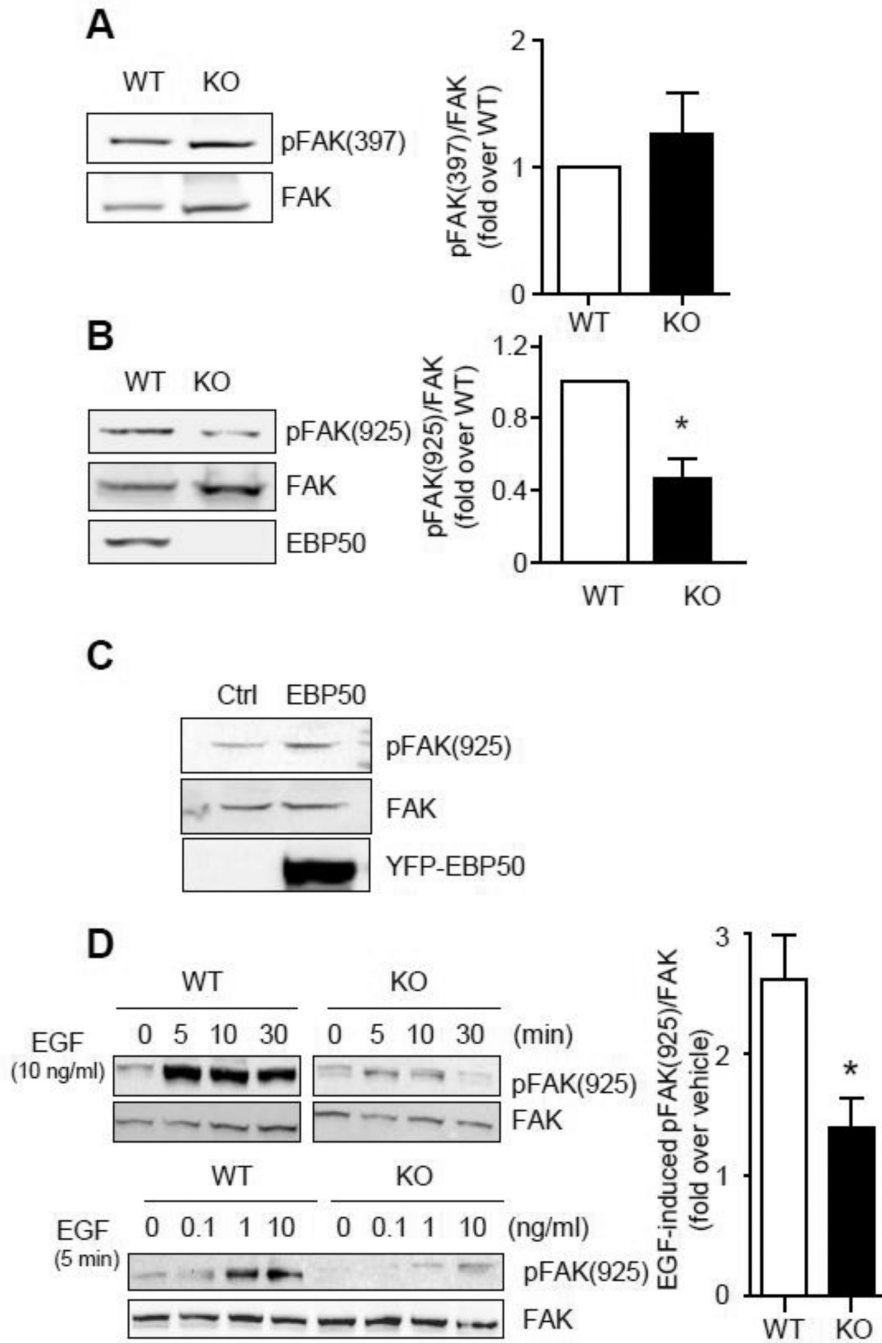 A
WT KO
pFAK(397)
FAK
pFAK(397)/FAK
(fold over WT)
2
1
0
WT KO
B
WT KO
pFAK(925)
FAK
EBP50
pFAK(925)/FAK
(fold over WT)
1.2
0.8
0.4
0
WT KO
*
C
Ctrl EBP50
pFAK(925)
FAK
YFP-EBP50
D
WT KO
EGF
(10 ng/ml)
0 5 10 30 0 5 10 30 (min)
pFAK(925)
FAK
WT KO
EGF
(5 min)
0 0.1 1 10 0 0.1 1 10 (ng/ml)
pFAK(925)
FAK
EGF-induced pFAK(925)/FAK
(fold over vehicle)
3
2
1
0
*
WT KO